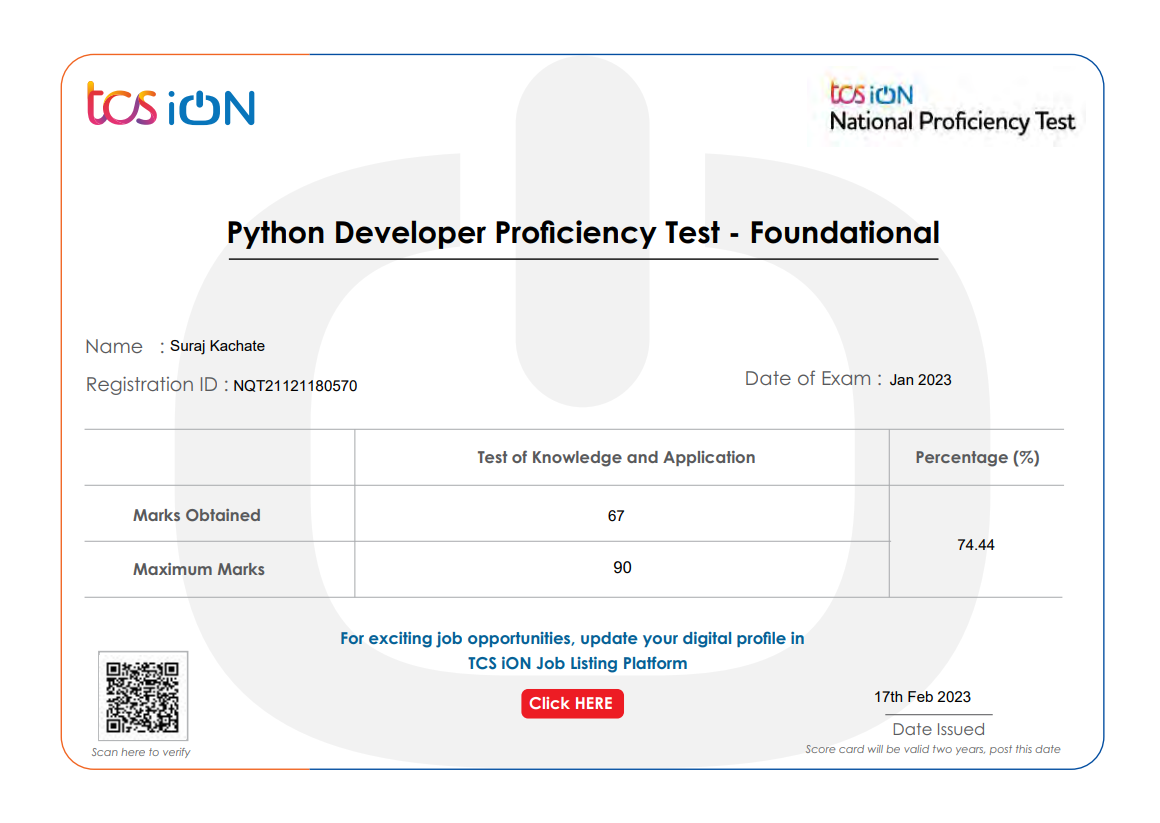 tcs iON
tcs iON
National Proficiency Test
Python Developer Proficiency Test - Foundational
Name : Suraj Kachate
Registration ID : NQT21121180570
Date of Exam : Jan 2023
Test of Knowledge and Application
Percentage (%)
Marks Obtained
67
74.44
Maximum Marks
90
For exciting job opportunities, update your digital profile in
TCS iON Job Listing Platform
Click HERE
Scan here to verify
17th Feb 2023
Date Issued
Score card will be valid two years, post this date